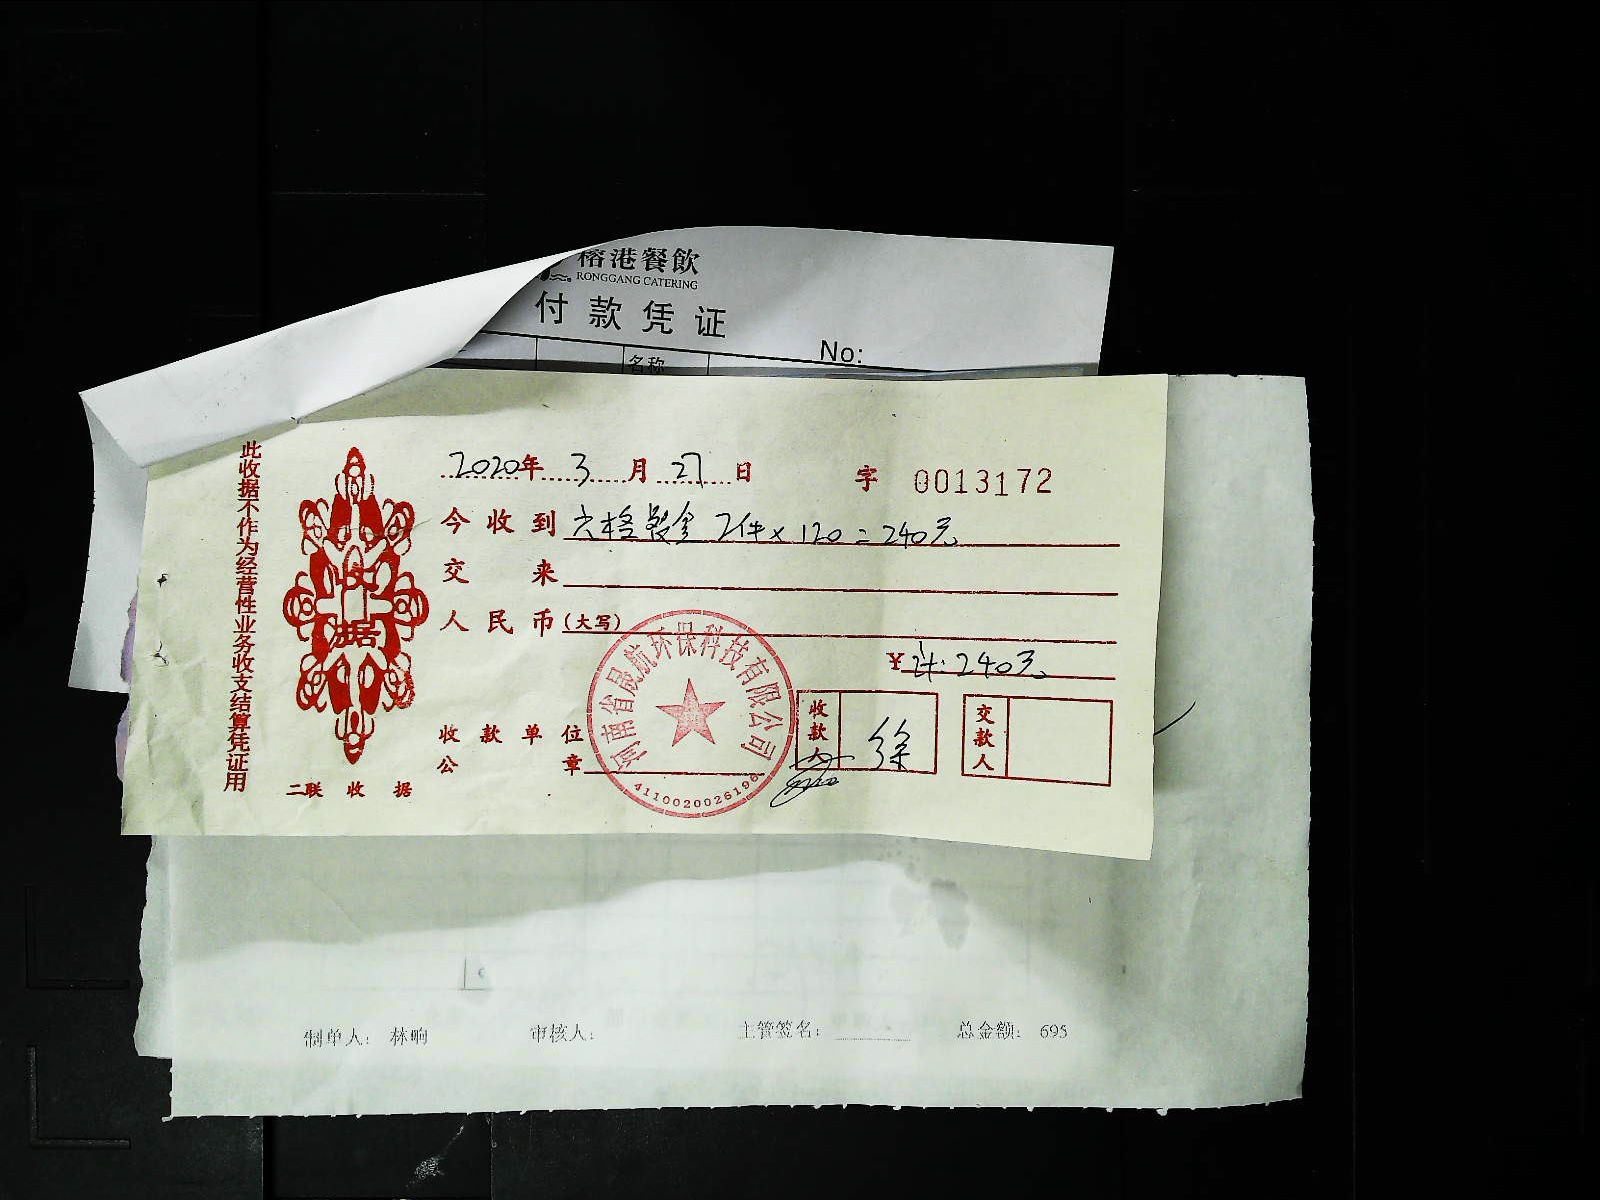 榕港餐飲
RONGGANG CATERING
付款凭证
No:
名称
此收据不作为经营性业务收支结算凭证用
收据
二联 收 据
2020年 3 月 27 日 字 0013172
今收到 六格餐盒 2件×120=240元
交 来
人民币(大写)
¥ 计:240元
收款单位
公 章
河南省晟航环保科技有限公司
4110020026196
收款人 徐
交款人
制单人: 林晌 审核人: 主管签名: 总金额: 695